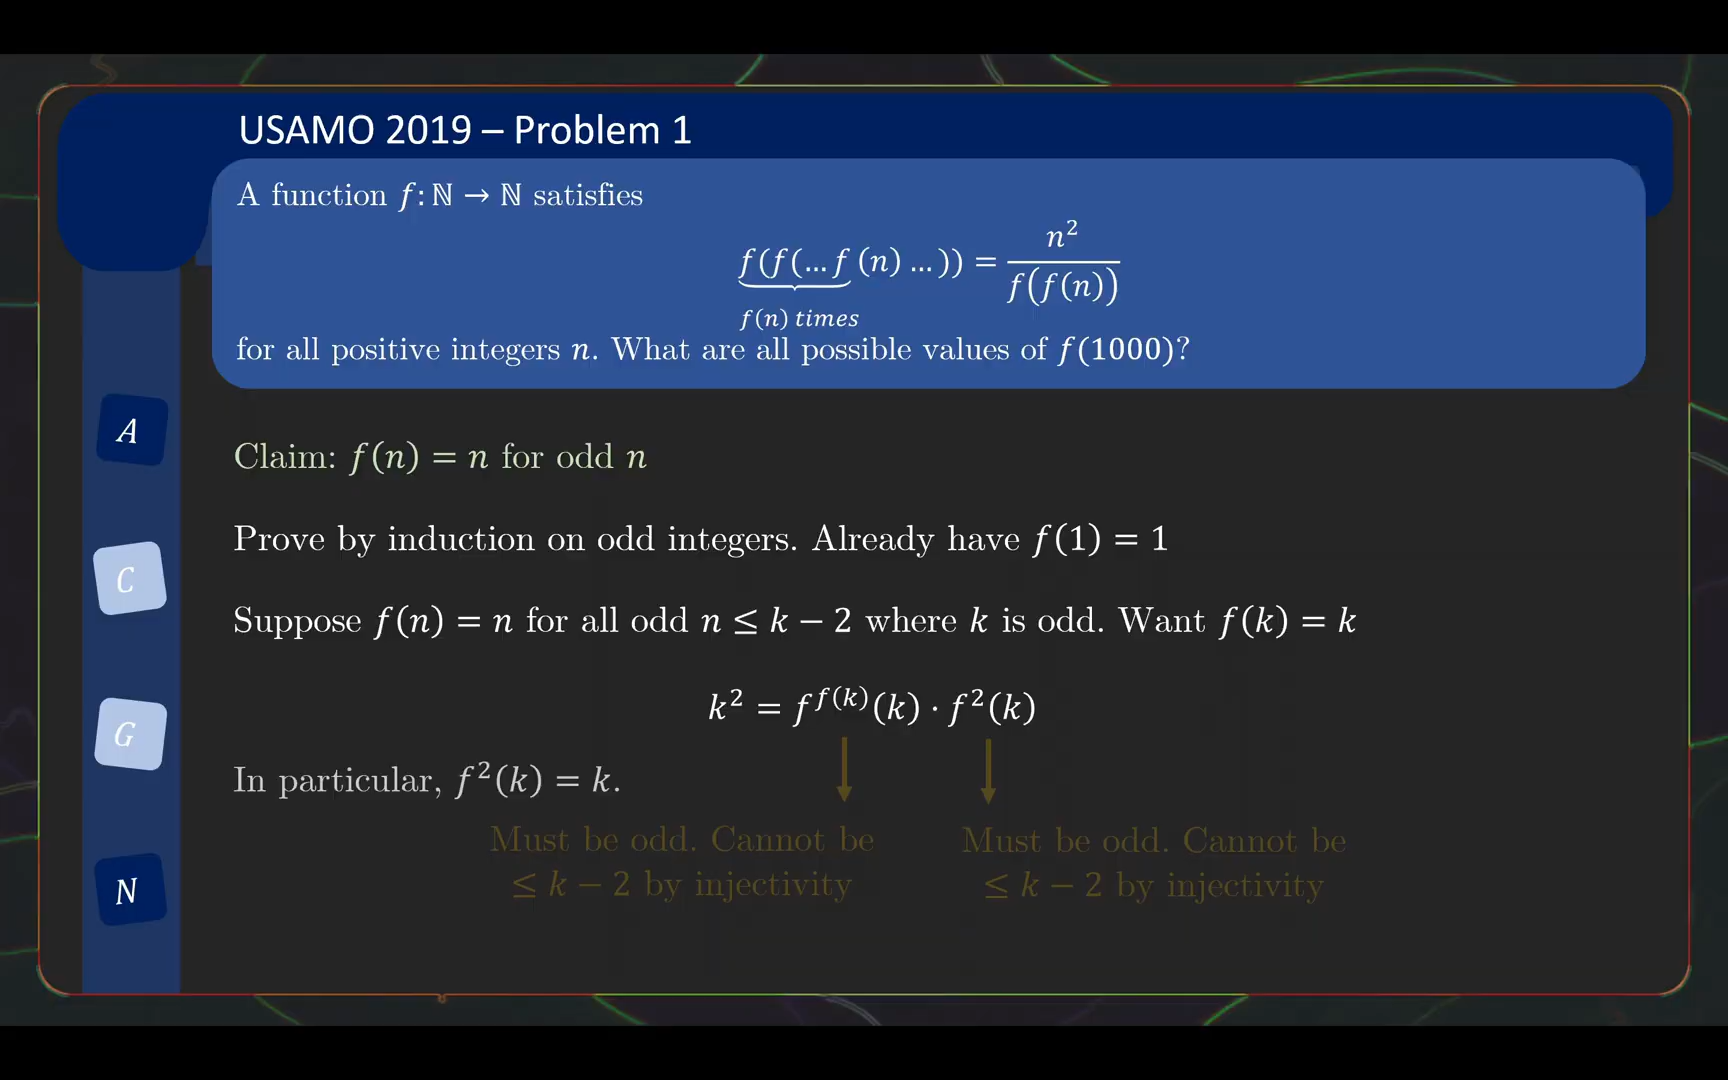 USAMO 2019 – Problem 1
A function f: ℕ → ℕ satisfies
f(f(…f (n) …)) = n² / f(f(n))
f(n) times
for all positive integers n. What are all possible values of f(1000)?
A
Claim: f(n) = n for odd n
Prove by induction on odd integers. Already have f(1) = 1
C
Suppose f(n) = n for all odd n ≤ k − 2 where k is odd. Want f(k) = k
k² = f^{f(k)}(k) · f²(k)
G
In particular, f²(k) = k.
Must be odd. Cannot be ≤ k − 2 by injectivity
Must be odd. Cannot be ≤ k − 2 by injectivity
N